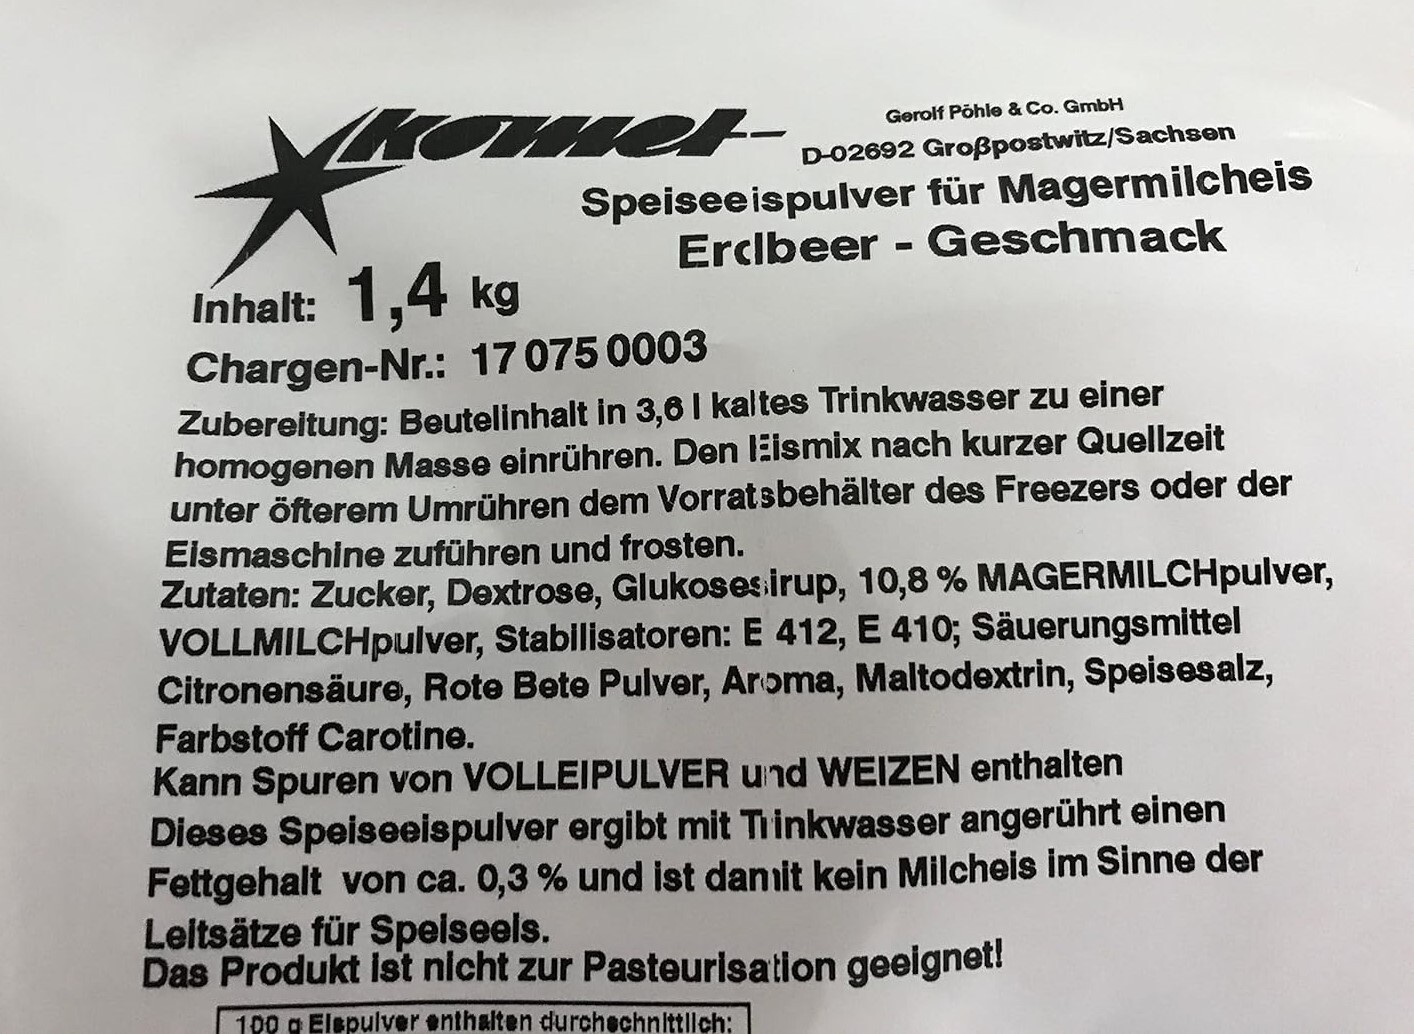 Komet
Gerolf Pöhle & Co. GmbH
D-02692 Großpostwitz/Sachsen
Speiseeispulver für Magermilcheis
Erdbeer - Geschmack
Inhalt: 1,4 kg
Chargen-Nr.: 17 075 0003
Zubereitung: Beutelinhalt in 3,6 l kaltes Trinkwasser zu einer
homogenen Masse einrühren. Den Eismix nach kurzer Quellzeit
unter öfterem Umrühren dem Vorratsbehälter des Freezers oder der
Eismaschine zuführen und frosten.
Zutaten: Zucker, Dextrose, Glukosesirup, 10,8 % MAGERMILCHpulver,
VOLLMILCHpulver, Stabilisatoren: E 412, E 410; Säuerungsmittel
Citronensäure, Rote Bete Pulver, Aroma, Maltodextrin, Speisesalz,
Farbstoff Carotine.
Kann Spuren von VOLLEIPULVER und WEIZEN enthalten
Dieses Speiseeispulver ergibt mit Trinkwasser angerührt einen
Fettgehalt von ca. 0,3 % und ist damit kein Milcheis im Sinne der
Leitsätze für Speiseeis.
Das Produkt ist nicht zur Pasteurisation geeignet!
100 g Eispulver enthalten durchschnittlich: